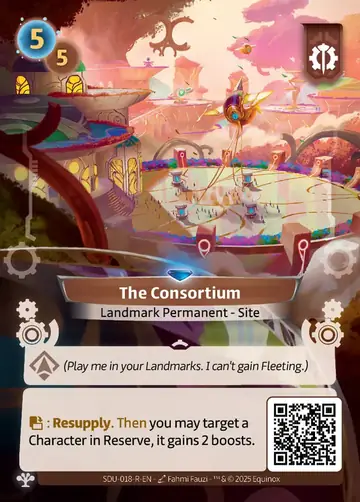 5
5
The Consortium
Landmark Permanent - Site
(Play me in your Landmarks. I can't gain Fleeting.)
: Resupply. Then you may target a
Character in Reserve, it gains 2 boosts.
SDU-018-R-EN - Fahmi Fauzi - ™ & © 2025 Equinox